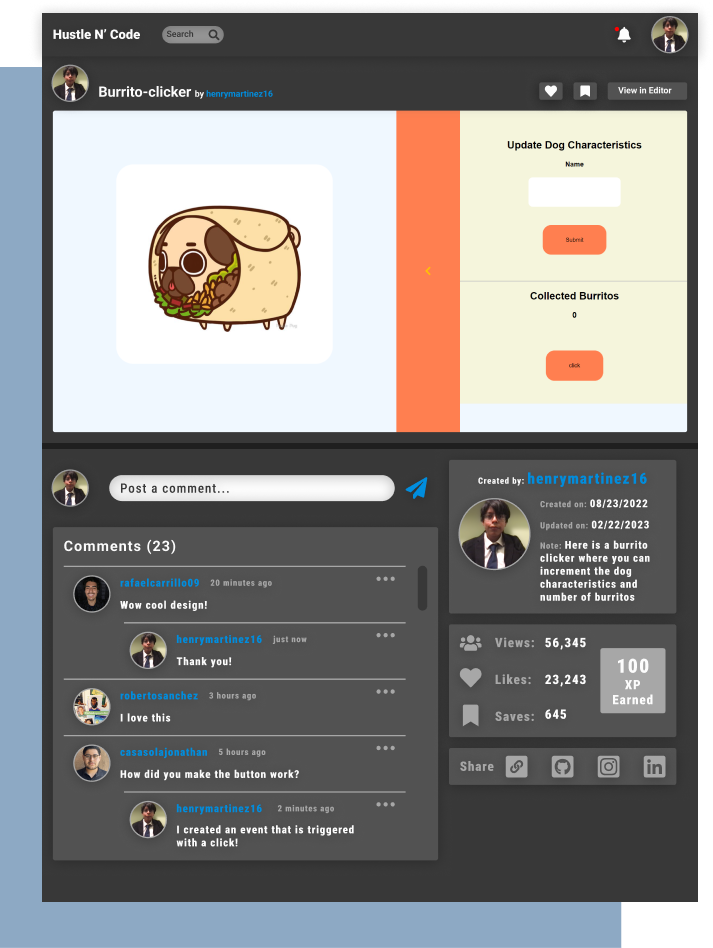 Hustle N' Code
Search
Burrito-clicker by henrymartinez16
View in Editor
Update Dog Characteristics
Name
Submit
Collected Burritos
0
click
Post a comment...
Comments (23)
rafaelcarrillo09 20 minutes ago
Wow cool design!
henrymartinez16 just now
Thank you!
robertosanchez 3 hours ago
I love this
casasolajonathan 5 hours ago
How did you make the button work?
henrymartinez16 2 minutes ago
I created an event that is triggered
with a click!
Created by: henrymartinez16
Created on: 08/23/2022
Updated on: 02/22/2023
Note: Here is a burrito
clicker where you can
increment the dog
characteristics and
number of burritos
Views: 56,345
Likes: 23,243
Saves: 645
100
XP
Earned
Share
in